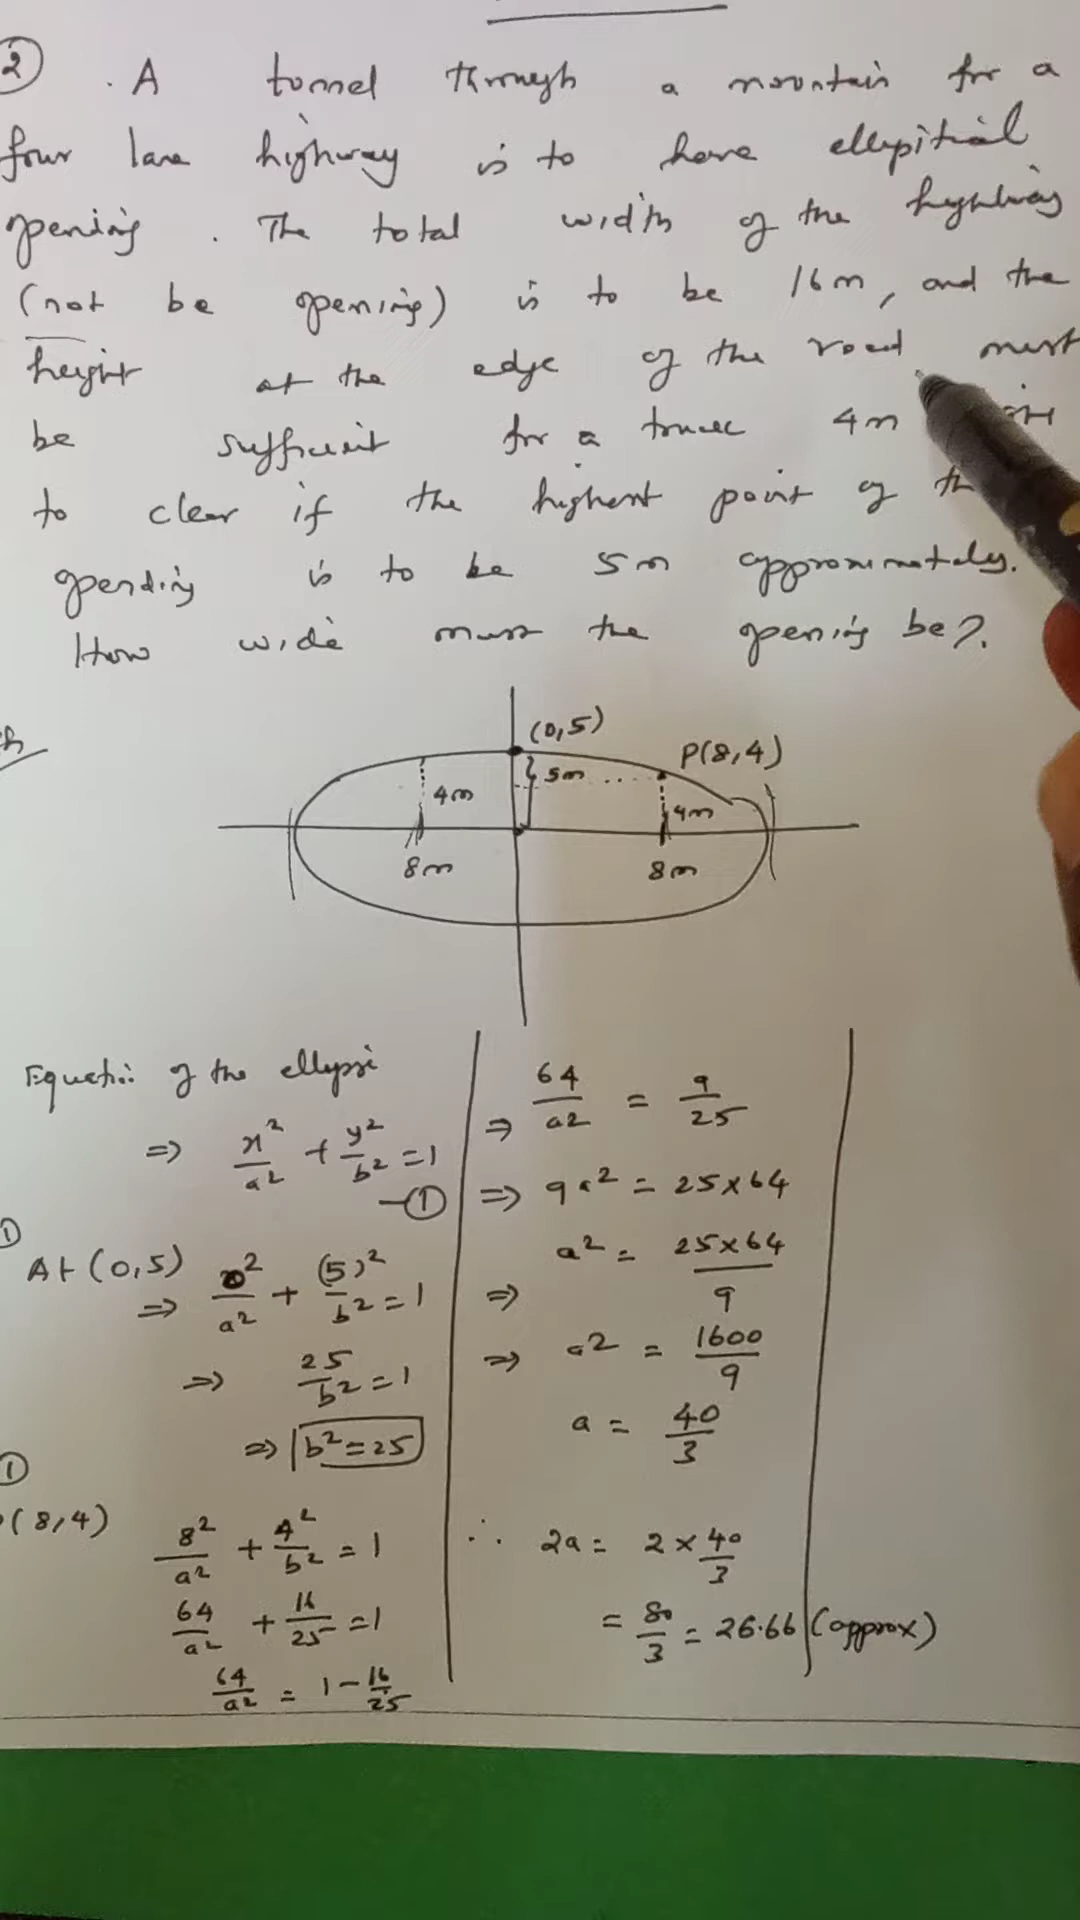 2
. A tonnel through a mountain for a
four lane highway is to have ellepitical
opening. The total width of the highway
(not be opening) is to be 16m, and the
height at the edge of the road must
be sufficient for a truck 4m
to clear if the highest point of
opening is to be 5m approximately.
How wide must the opening be?.
(0,5)
P(8,4)
5m
4m 4m
8m 8m
Equation of the ellipse
⇒ x²/a² + y²/b² = 1 —①
①
At (0,5) ⇒ 0²/a² + (5)²/b² = 1
⇒ 25/b² = 1
⇒ b² = 25
①
(8,4) 8²/a² + 4²/b² = 1
64/a² + 16/25 = 1
64/a² = 1 - 16/25
⇒ 64/a² = 9/25
⇒ 9a² = 25×64
⇒ a² = 25×64/9
⇒ a² = 1600/9
a = 40/3
∴ 2a = 2 × 40/3
= 80/3 = 26.66 (approx)